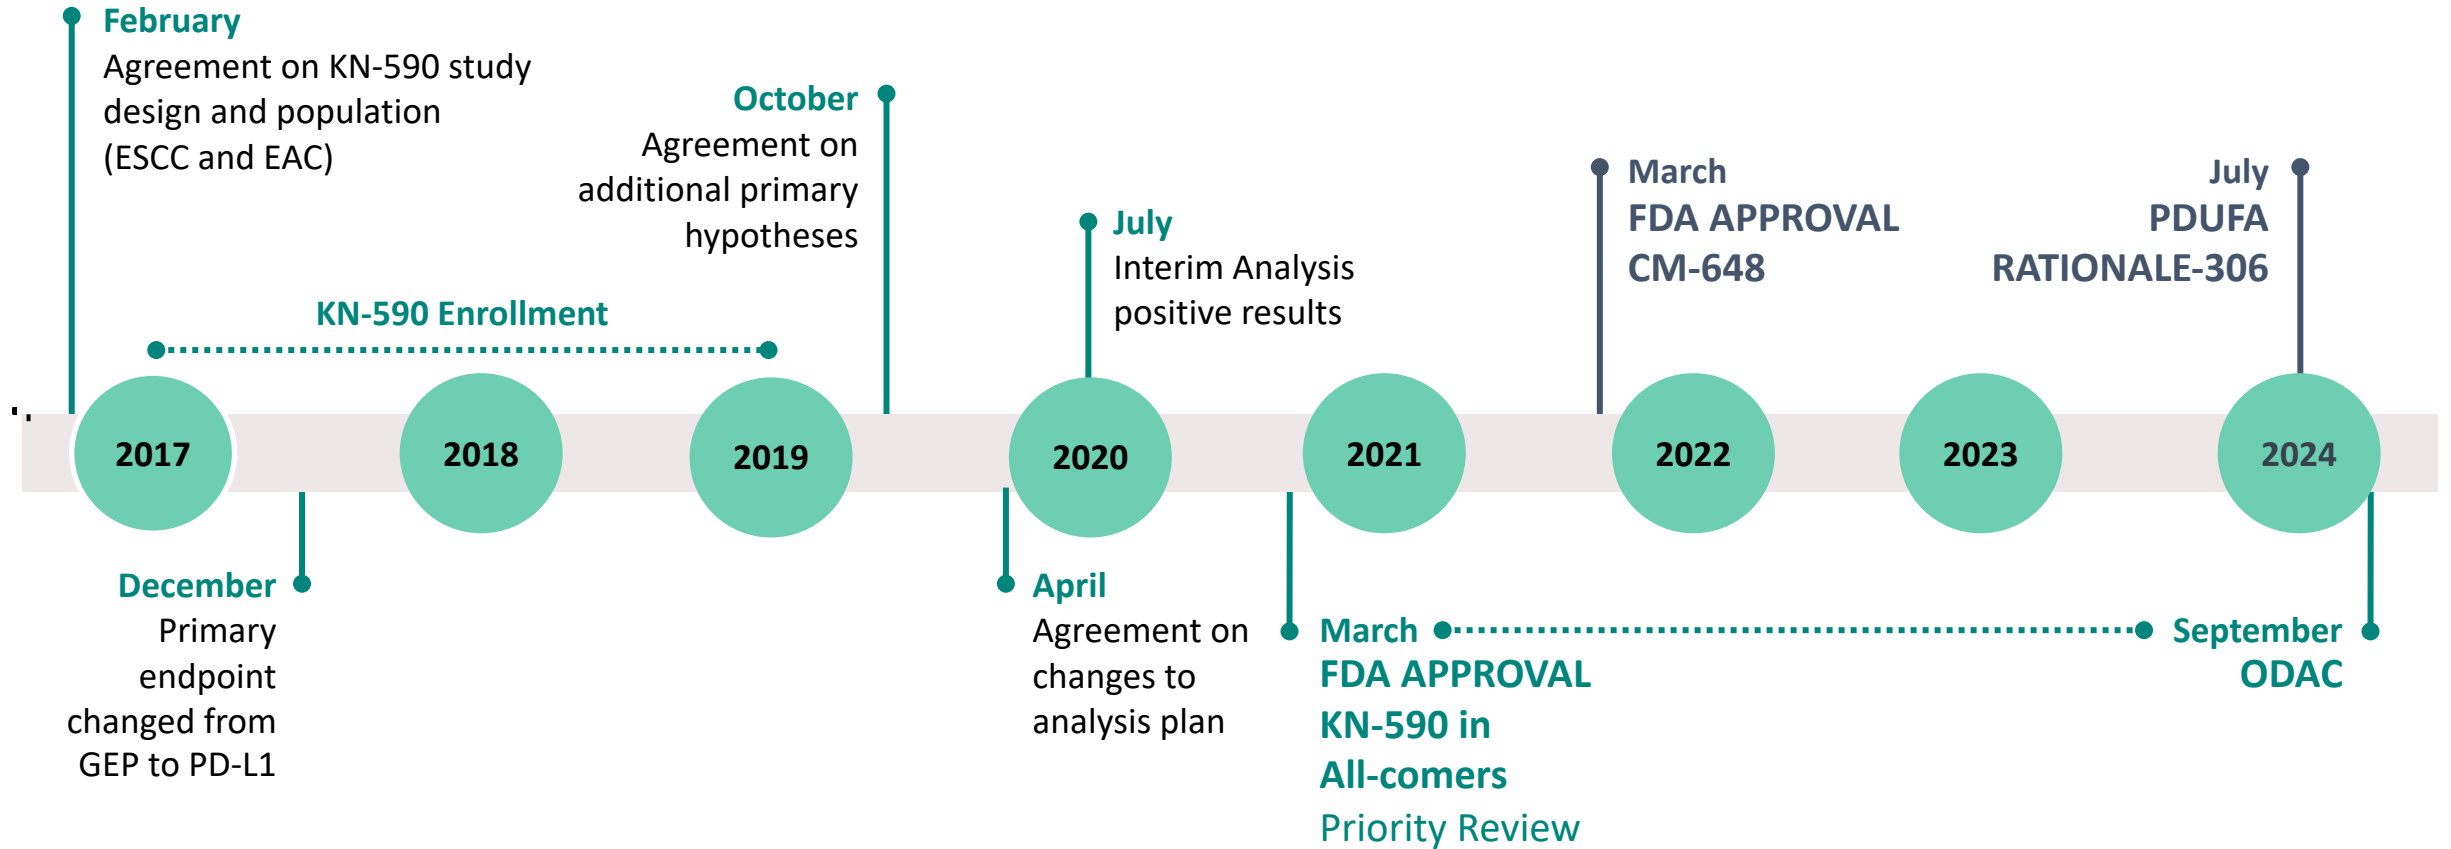 February
Agreement on KN-590 study
design and population
(ESCC and EAC)
October
Agreement on
additional primary
hypotheses
KN-590 Enrollment
July
Interim Analysis
positive results
March
FDA APPROVAL
CM-648
July
PDUFA
RATIONALE-306
2017
2018
2019
2020
2021
2022
2023
2024
December
Primary
endpoint
changed from
GEP to PD-L1
April
Agreement on
changes to
analysis plan
March
FDA APPROVAL
KN-590 in
All-comers
Priority Review
September
ODAC